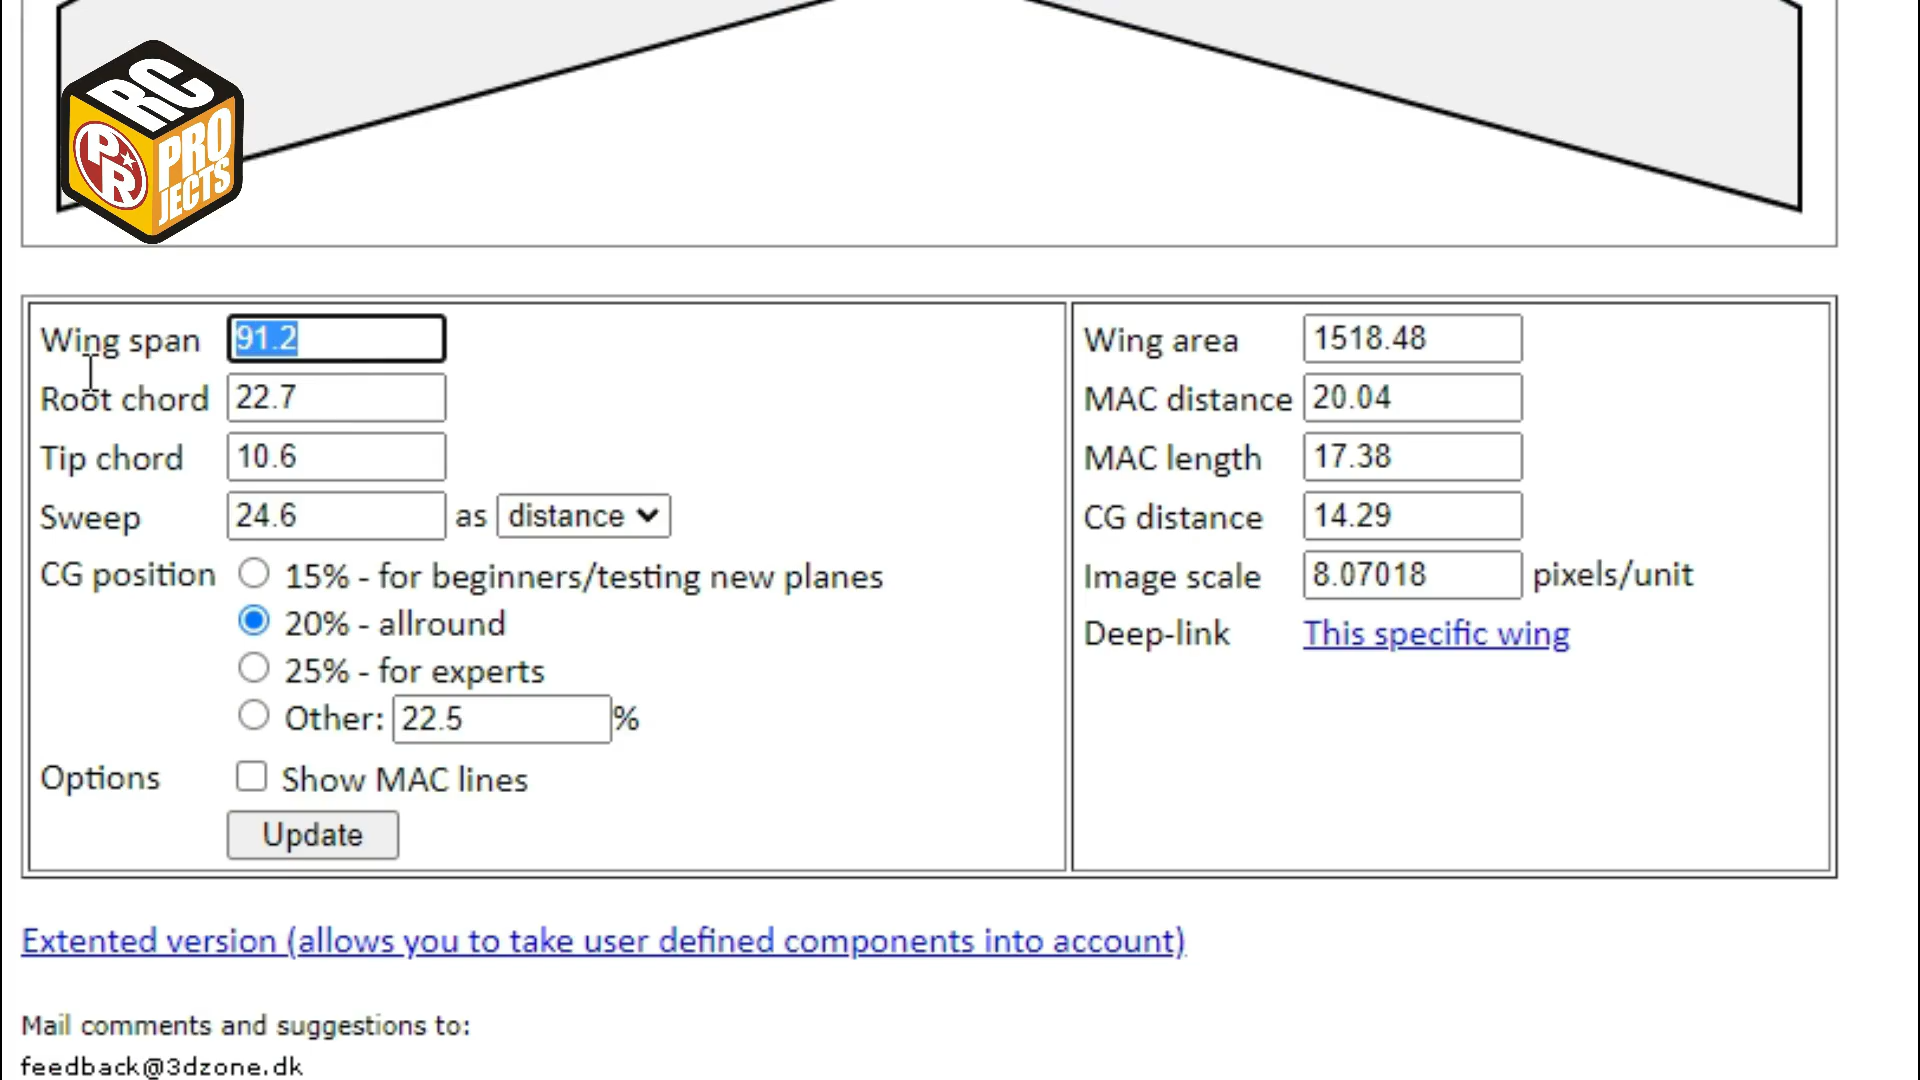 RC
PR
PRO
JECTS
Wing span 91.2
Root chord 22.7
Tip chord 10.6
Sweep 24.6 as distance
CG position 15% - for beginners/testing new planes
20% - allround
25% - for experts
Other: 22.5 %
Options Show MAC lines
Update
Wing area 1518.48
MAC distance 20.04
MAC length 17.38
CG distance 14.29
Image scale 8.07018 pixels/unit
Deep-link This specific wing
Extented version (allows you to take user defined components into account)
Mail comments and suggestions to:
feedback@3dzone.dk